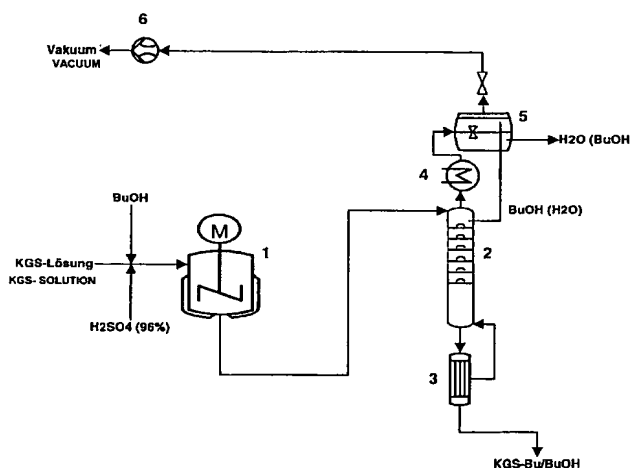 6
Vakuum
VACUUM
5
H2O (BuOH
4
BuOH
BuOH (H2O)
M
1
2
KGS-Lösung
KGS-SOLUTION
H2SO4 (96%)
3
KGS-Bu/BuOH